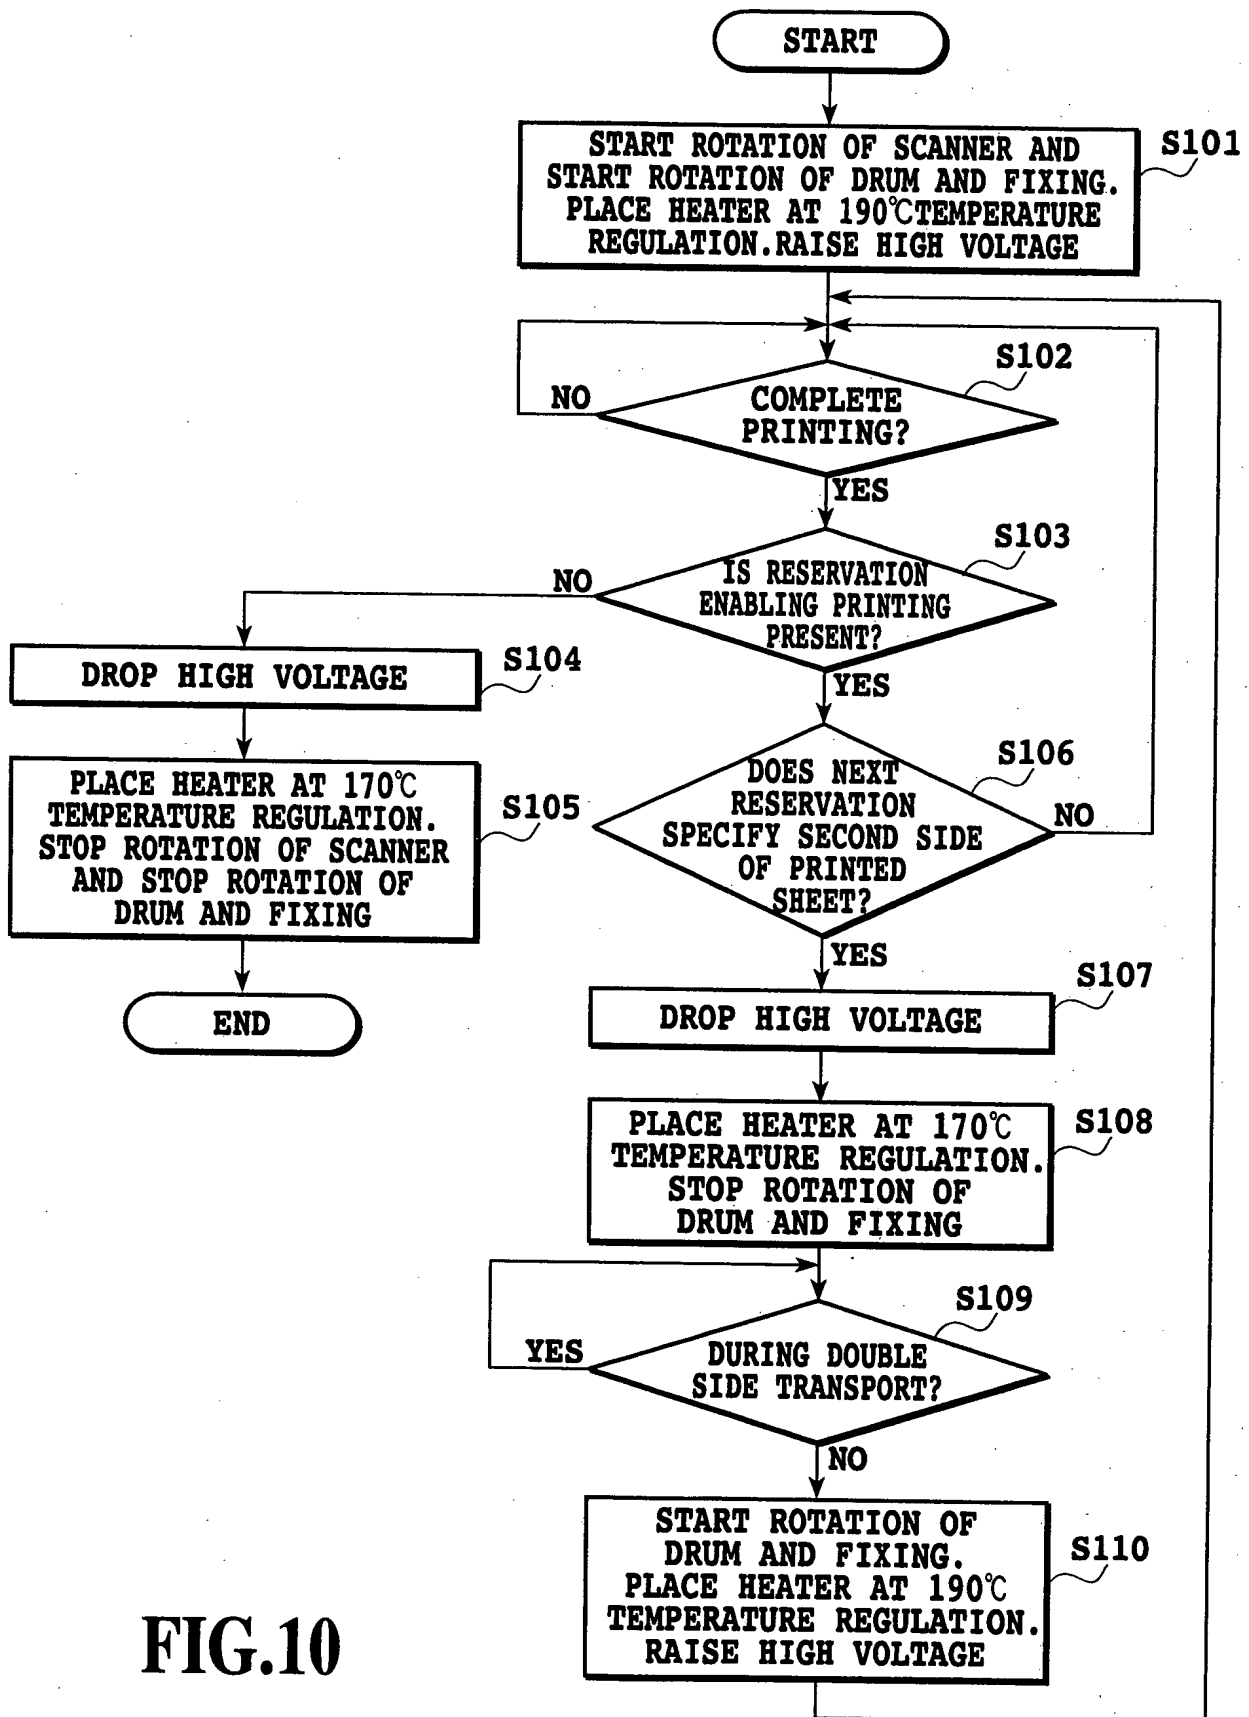 START
START ROTATION OF SCANNER AND
START ROTATION OF DRUM AND FIXING.
PLACE HEATER AT 190℃TEMPERATURE
REGULATION.RAISE HIGH VOLTAGE
S101
S102
COMPLETE
PRINTING?
NO
YES
S103
IS RESERVATION
ENABLING PRINTING
PRESENT?
NO
YES
DROP HIGH VOLTAGE
S104
PLACE HEATER AT 170℃
TEMPERATURE REGULATION.
STOP ROTATION OF SCANNER
AND STOP ROTATION OF
DRUM AND FIXING
S105
END
S106
DOES NEXT
RESERVATION
SPECIFY SECOND SIDE
OF PRINTED
SHEET?
NO
YES
S107
DROP HIGH VOLTAGE
PLACE HEATER AT 170℃
TEMPERATURE REGULATION.
STOP ROTATION OF
DRUM AND FIXING
S108
S109
DURING DOUBLE
SIDE TRANSPORT?
YES
NO
START ROTATION OF
DRUM AND FIXING.
PLACE HEATER AT 190℃
TEMPERATURE REGULATION.
RAISE HIGH VOLTAGE
S110
FIG.10